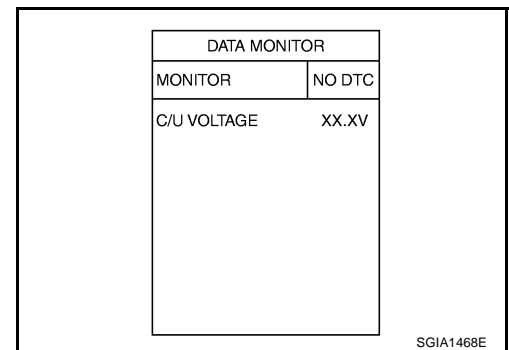 DATA MONITOR
MONITOR NO DTC
C/U VOLTAGE XX.XV
SGIA1468E